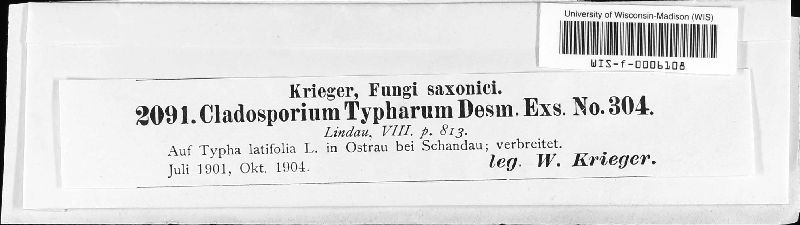 University of Wisconsin-Madison (WIS)
WIS-f-0006108
Krieger, Fungi saxonici.
2091. Cladosporium Typharum Desm. Exs. No. 304.
Lindau, VIII. p. 813.
Auf Typha latifolia L. in Ostrau bei Schandau; verbreitet.
Juli 1901, Okt. 1904.
leg. W. Krieger.